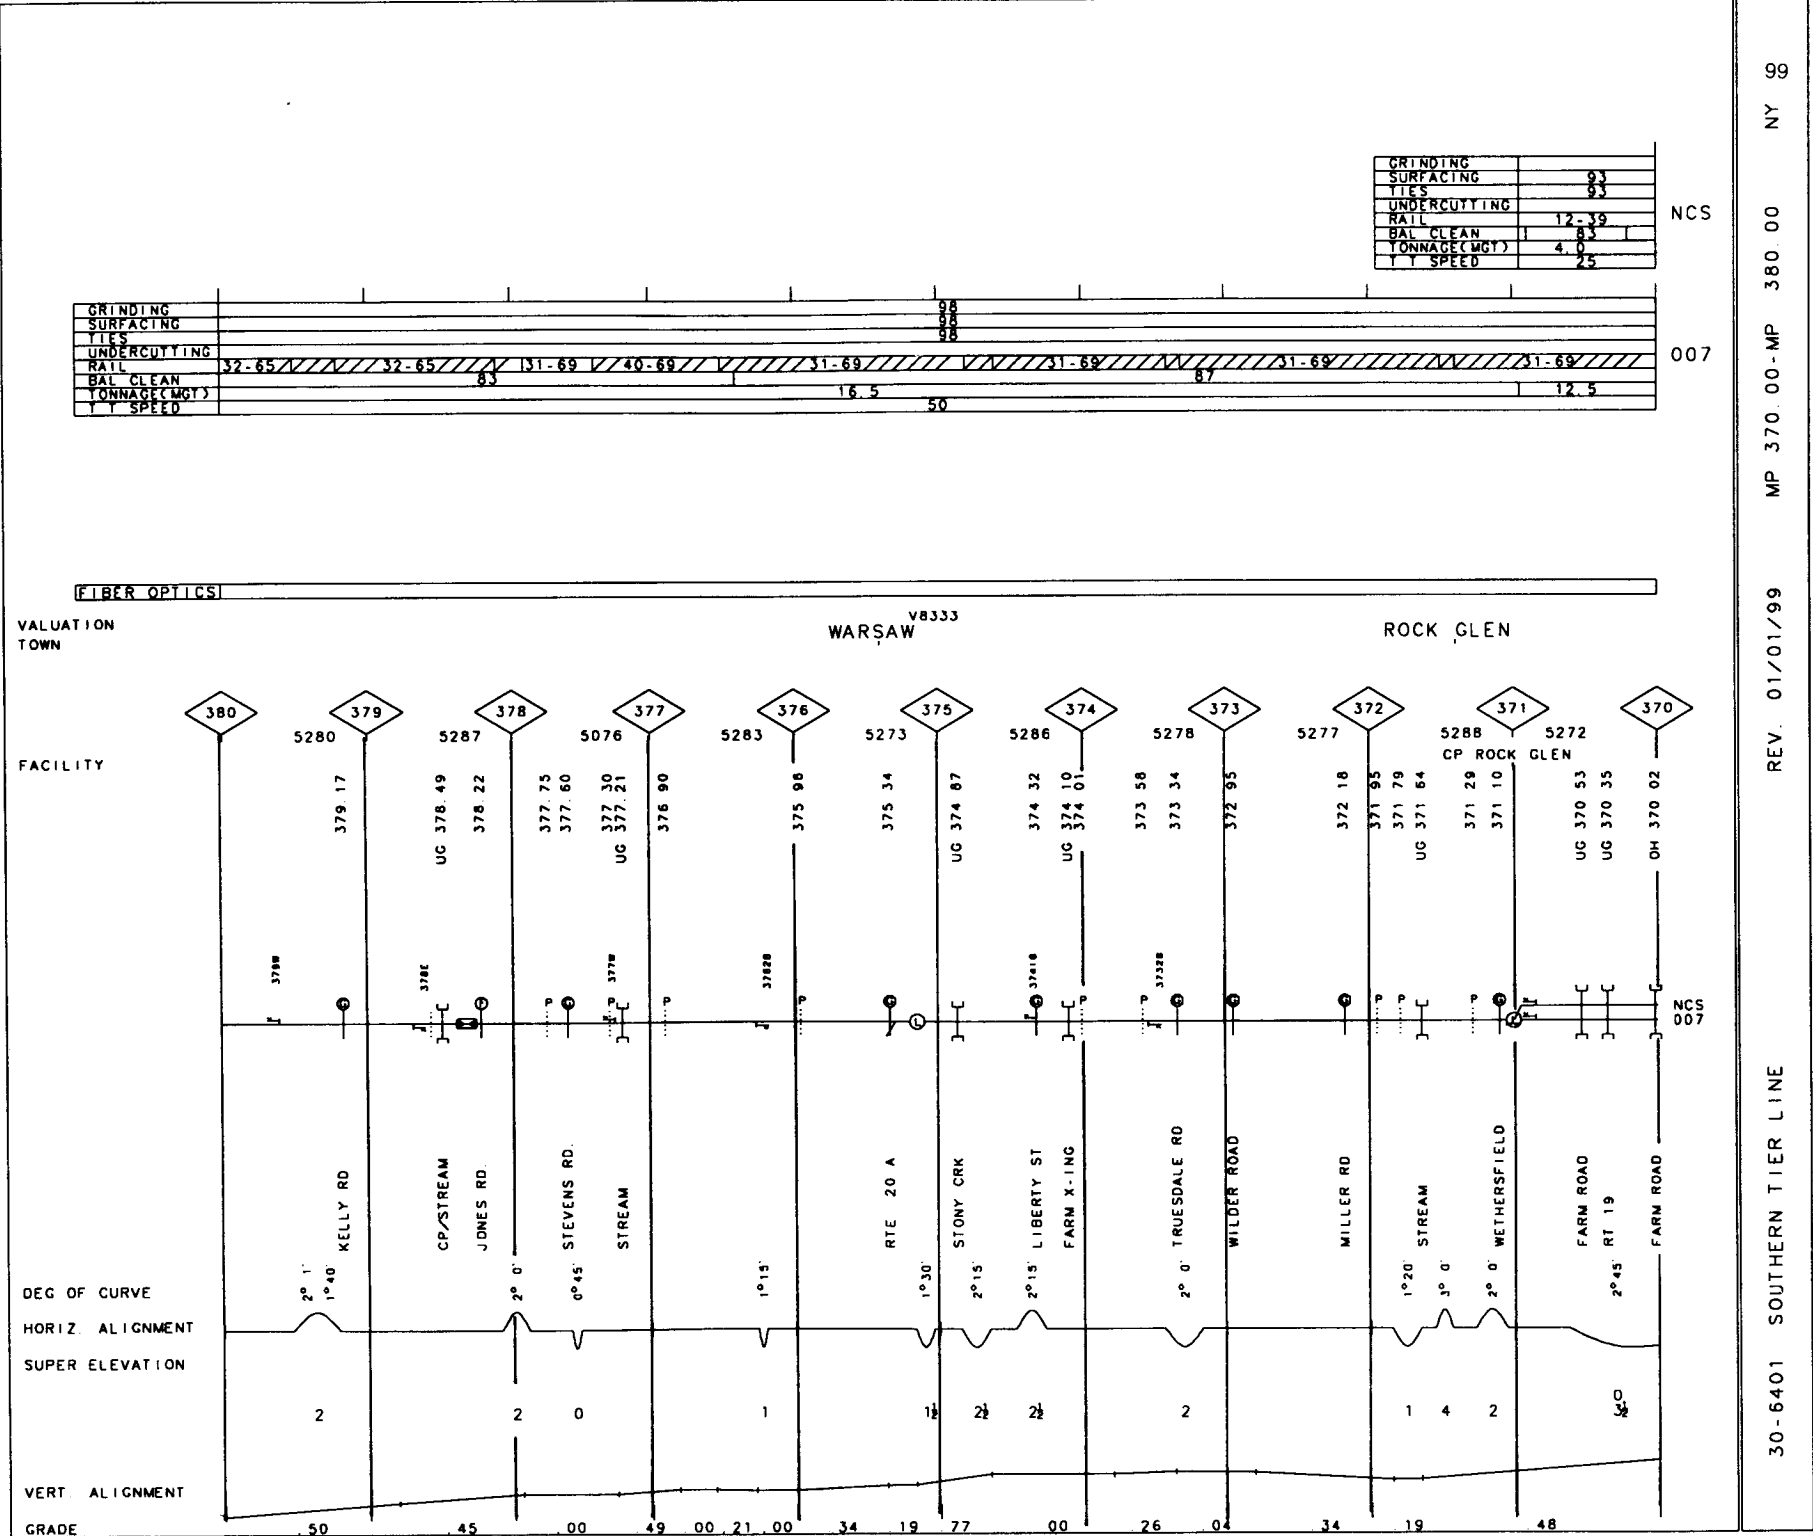 GRINDING
SURFACING 93
TIES 93
UNDERCUTTING
RAIL 12-39
BAL CLEAN 83
TONNAGE(MGT) 4.0
T T SPEED 25
NCS
GRINDING 98
SURFACING 98
TIES 98
UNDERCUTTING
RAIL 32-65 32-65 31-69 40-69 31-69 31-69 31-69 31-69
BAL CLEAN 83 87
TONNAGE(MGT) 16.5 12.5
T T SPEED 50
007
FIBER OPTICS
VALUATION V8333
TOWN WARSAW ROCK GLEN
380 379 378 377 376 375 374 373 372 371 370
5280 5287 5076 5283 5273 5286 5278 5277 5288 5272
CP ROCK GLEN
FACILITY
379.17
UG 378.49
378.22
377.75
377.60
377 30
UG 377.21
376 90
375 98
375 34
UG 374 87
374 32
UG 374 10
374 01
373 58
373 34
372 95
372 18
371 95
371 79
UG 371 64
371 29
371 10
UG 370 53
UG 370 35
OH 370 02
378E
377W
3762B
3741B
3732B
G F P G P P P G L G P P G G G P P P G
NCS
007
KELLY RD
CP/STREAM
JONES RD.
STEVENS RD.
STREAM
RTE 20 A
STONY CRK
LIBERTY ST
FARM X-ING
TRUESDALE RD
WILDER ROAD
MILLER RD
STREAM
WETHERSFIELD
FARM ROAD
RT 19
FARM ROAD
DEG OF CURVE 2° 1' 1°40' 2° 0' 0°45' 1°15' 1°30' 2°15' 2°15' 2° 0' 1°20' 3° 0' 2° 0' 2°45'
HORIZ. ALIGNMENT
SUPER ELEVATION
2 2 0 1 1½ 2½ 2½ 2 1 4 2 0 3½
VERT. ALIGNMENT
GRADE .50 .45 .00 .49 .00 .21 .00 .34 .19 .77 .00 .26 .04 .34 .19 .48
30-6401 SOUTHERN TIER LINE REV. 01/01/99 MP 370.00-MP 380.00 NY 99